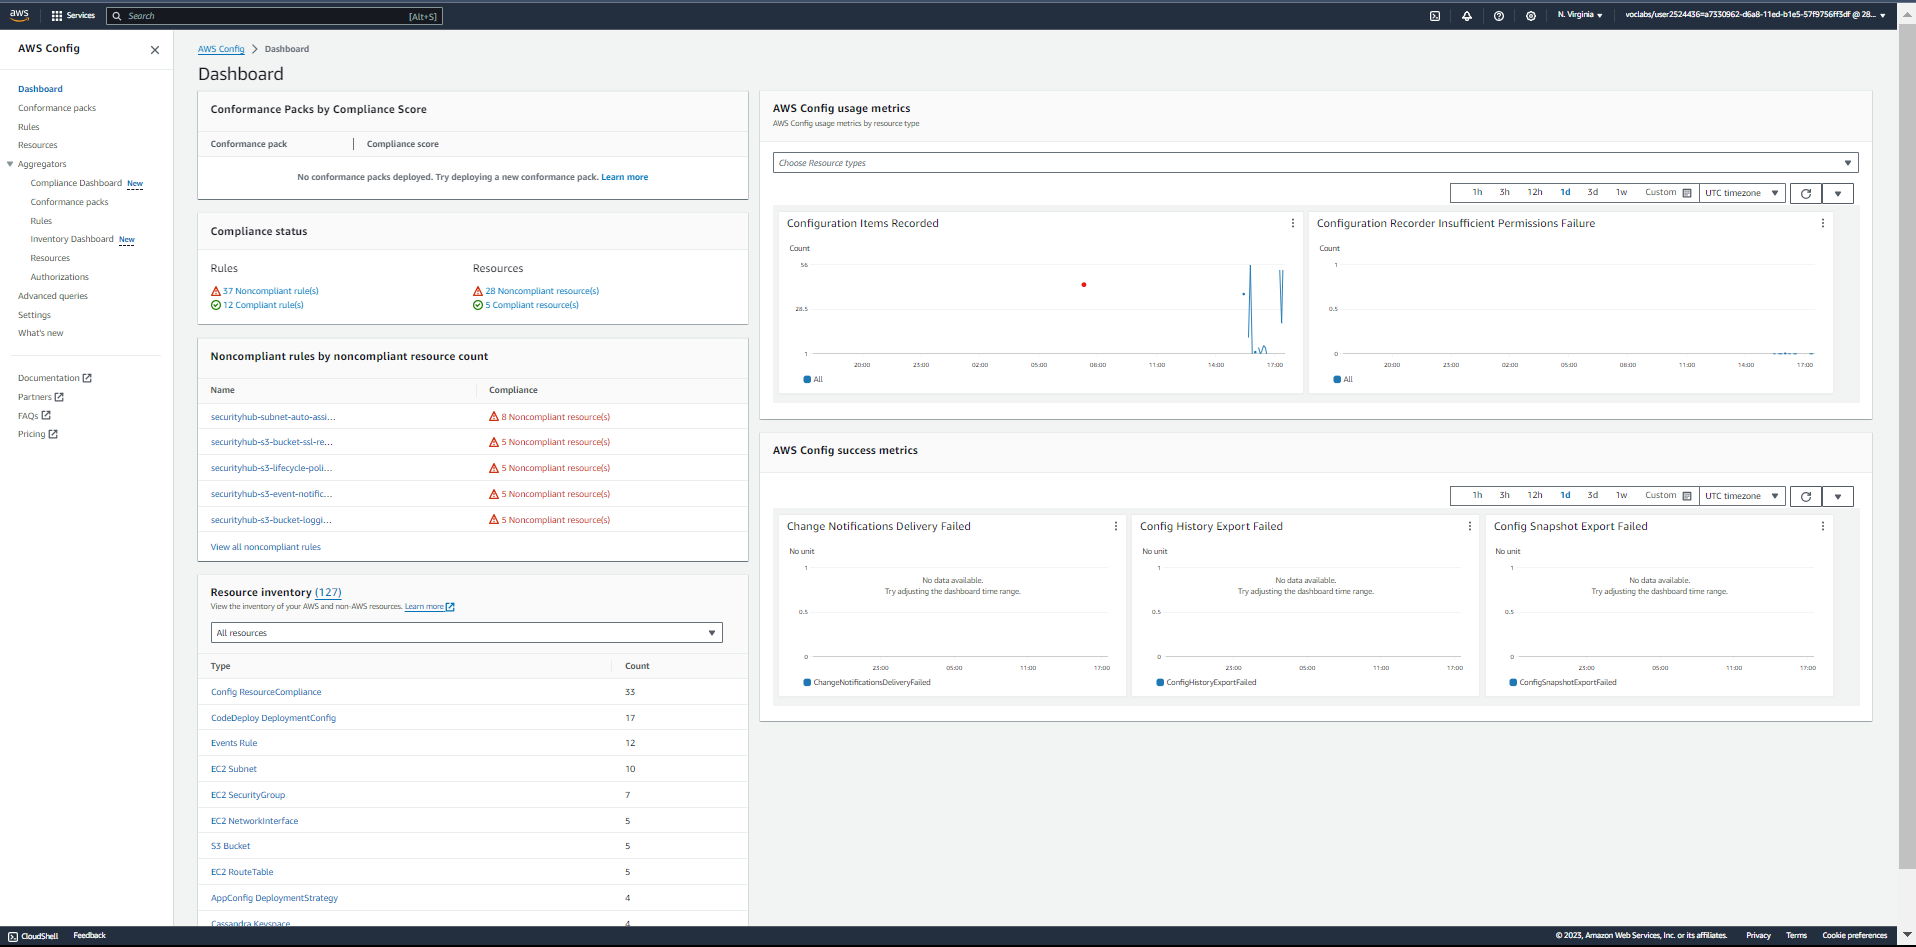 aws
Services
Search
[Alt+S]
N. Virginia
voclabs/user2524436=a7330962-d6a8-11ed-b1e5-57f9756ff3df @ 28...
AWS Config
Dashboard
Conformance packs
Rules
Resources
Aggregators
Compliance Dashboard New
Conformance packs
Rules
Inventory Dashboard New
Resources
Authorizations
Advanced queries
Settings
What's new
Documentation
Partners
FAQs
Pricing
AWS Config > Dashboard
Dashboard
Conformance Packs by Compliance Score
Conformance pack Compliance score
No conformance packs deployed. Try deploying a new conformance pack. Learn more
Compliance status
Rules
37 Noncompliant rule(s)
12 Compliant rule(s)
Resources
28 Noncompliant resource(s)
5 Compliant resource(s)
Noncompliant rules by noncompliant resource count
Name Compliance
securityhub-subnet-auto-assi... 8 Noncompliant resource(s)
securityhub-s3-bucket-ssl-re... 5 Noncompliant resource(s)
securityhub-s3-lifecycle-poli... 5 Noncompliant resource(s)
securityhub-s3-event-notific... 5 Noncompliant resource(s)
securityhub-s3-bucket-loggi... 5 Noncompliant resource(s)
View all noncompliant rules
Resource inventory (127)
View the inventory of your AWS and non-AWS resources. Learn more
All resources
Type Count
Config ResourceCompliance 33
CodeDeploy DeploymentConfig 17
Events Rule 12
EC2 Subnet 10
EC2 SecurityGroup 7
EC2 NetworkInterface 5
S3 Bucket 5
EC2 RouteTable 5
AppConfig DeploymentStrategy 4
Cassandra Keyspace 4
AWS Config usage metrics
AWS Config usage metrics by resource type
Choose Resource types
1h 3h 12h 1d 3d 1w Custom UTC timezone
Configuration Items Recorded
Count
56
28.5
1
20:00 23:00 02:00 05:00 08:00 11:00 14:00 17:00
All
Configuration Recorder Insufficient Permissions Failure
Count
1
0.5
0
20:00 23:00 02:00 05:00 08:00 11:00 14:00 17:00
All
AWS Config success metrics
1h 3h 12h 1d 3d 1w Custom UTC timezone
Change Notifications Delivery Failed
No unit
1
No data available.
Try adjusting the dashboard time range.
0.5
0
23:00 05:00 11:00 17:00
ChangeNotificationsDeliveryFailed
Config History Export Failed
No unit
1
No data available.
Try adjusting the dashboard time range.
0.5
0
23:00 05:00 11:00 17:00
ConfigHistoryExportFailed
Config Snapshot Export Failed
No unit
1
No data available.
Try adjusting the dashboard time range.
0.5
0
23:00 05:00 11:00 17:00
ConfigSnapshotExportFailed
CloudShell Feedback
© 2023, Amazon Web Services, Inc. or its affiliates. Privacy Terms Cookie preferences